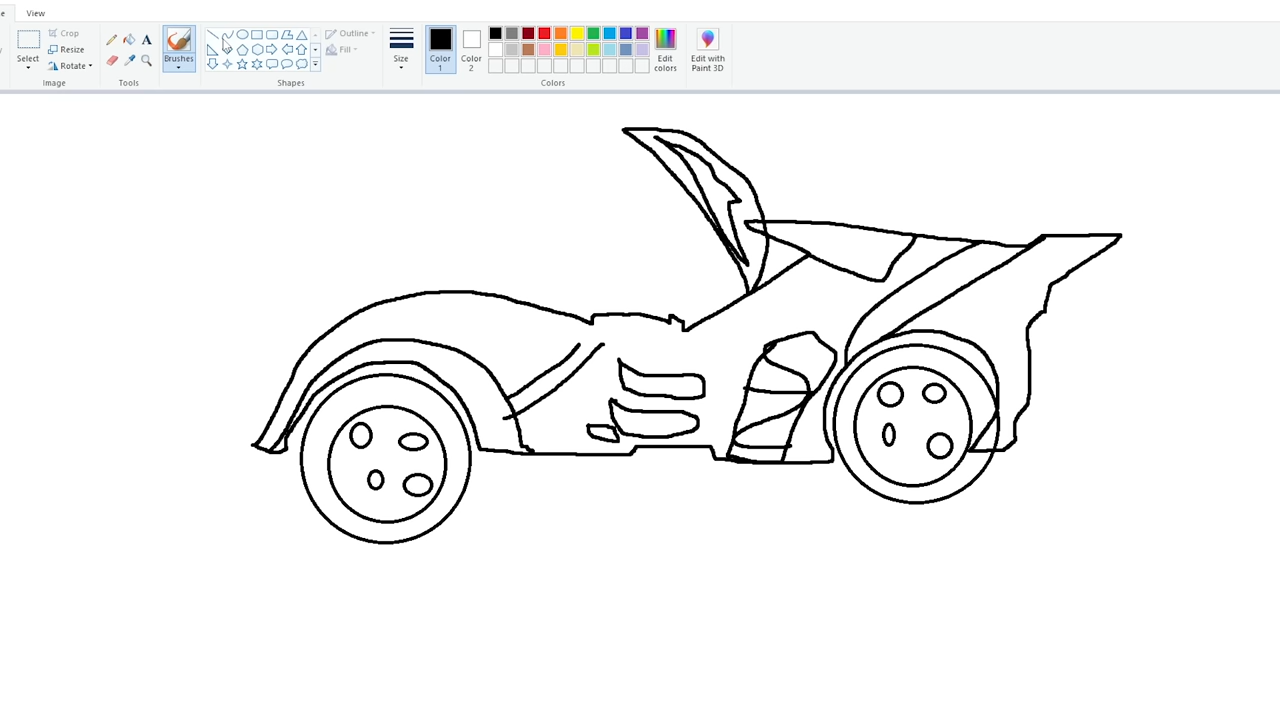 View
Select
Crop
Resize
Rotate
Image
A
Tools
Brushes
Shapes
Outline
Fill
Size
Color 1
Color 2
Colors
Edit colors
Edit with Paint 3D